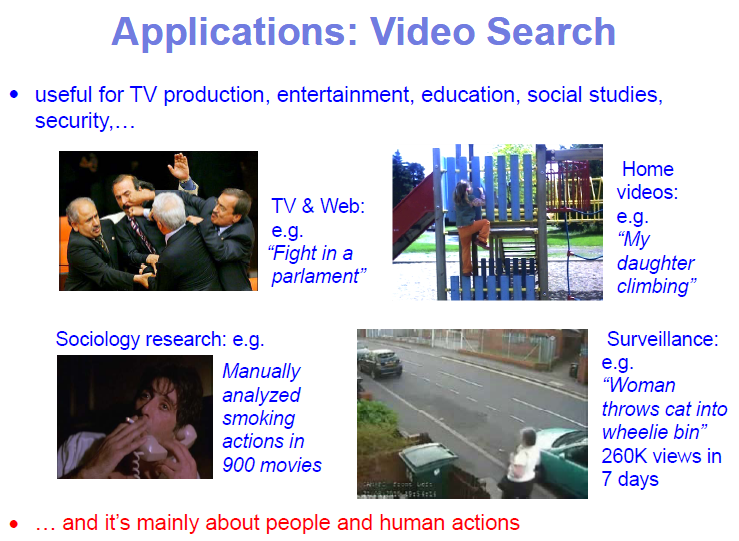 Applications: Video Search
• useful for TV production, entertainment, education, social studies,
security,…
TV & Web:
e.g.
“Fight in a
parlament”
Home
videos:
e.g.
“My
daughter
climbing”
Sociology research: e.g.
Manually
analyzed
smoking
actions in
900 movies
Surveillance:
e.g.
“Woman
throws cat into
wheelie bin”
260K views in
7 days
• … and it’s mainly about people and human actions